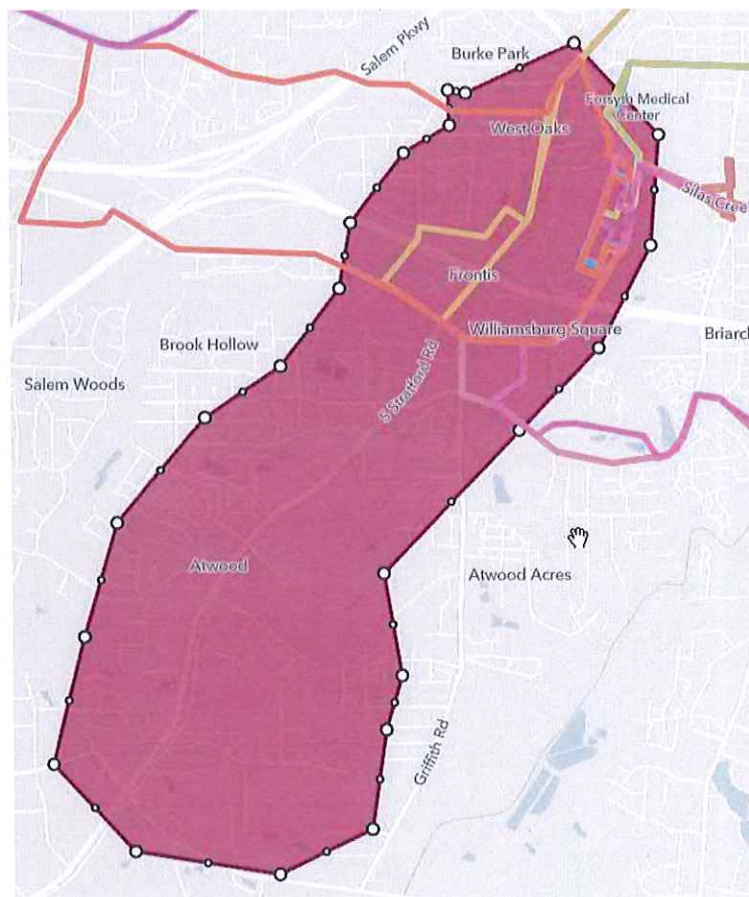 Burke Park
Salem Pkwy
Forsyth Medical
Center
West Oaks
Silas Cree
Frontis
Williamsburg Square
Briarcl
Brook Hollow
Salem Woods
S Stratford Rd
Atwood
Atwood Acres
Griffith Rd